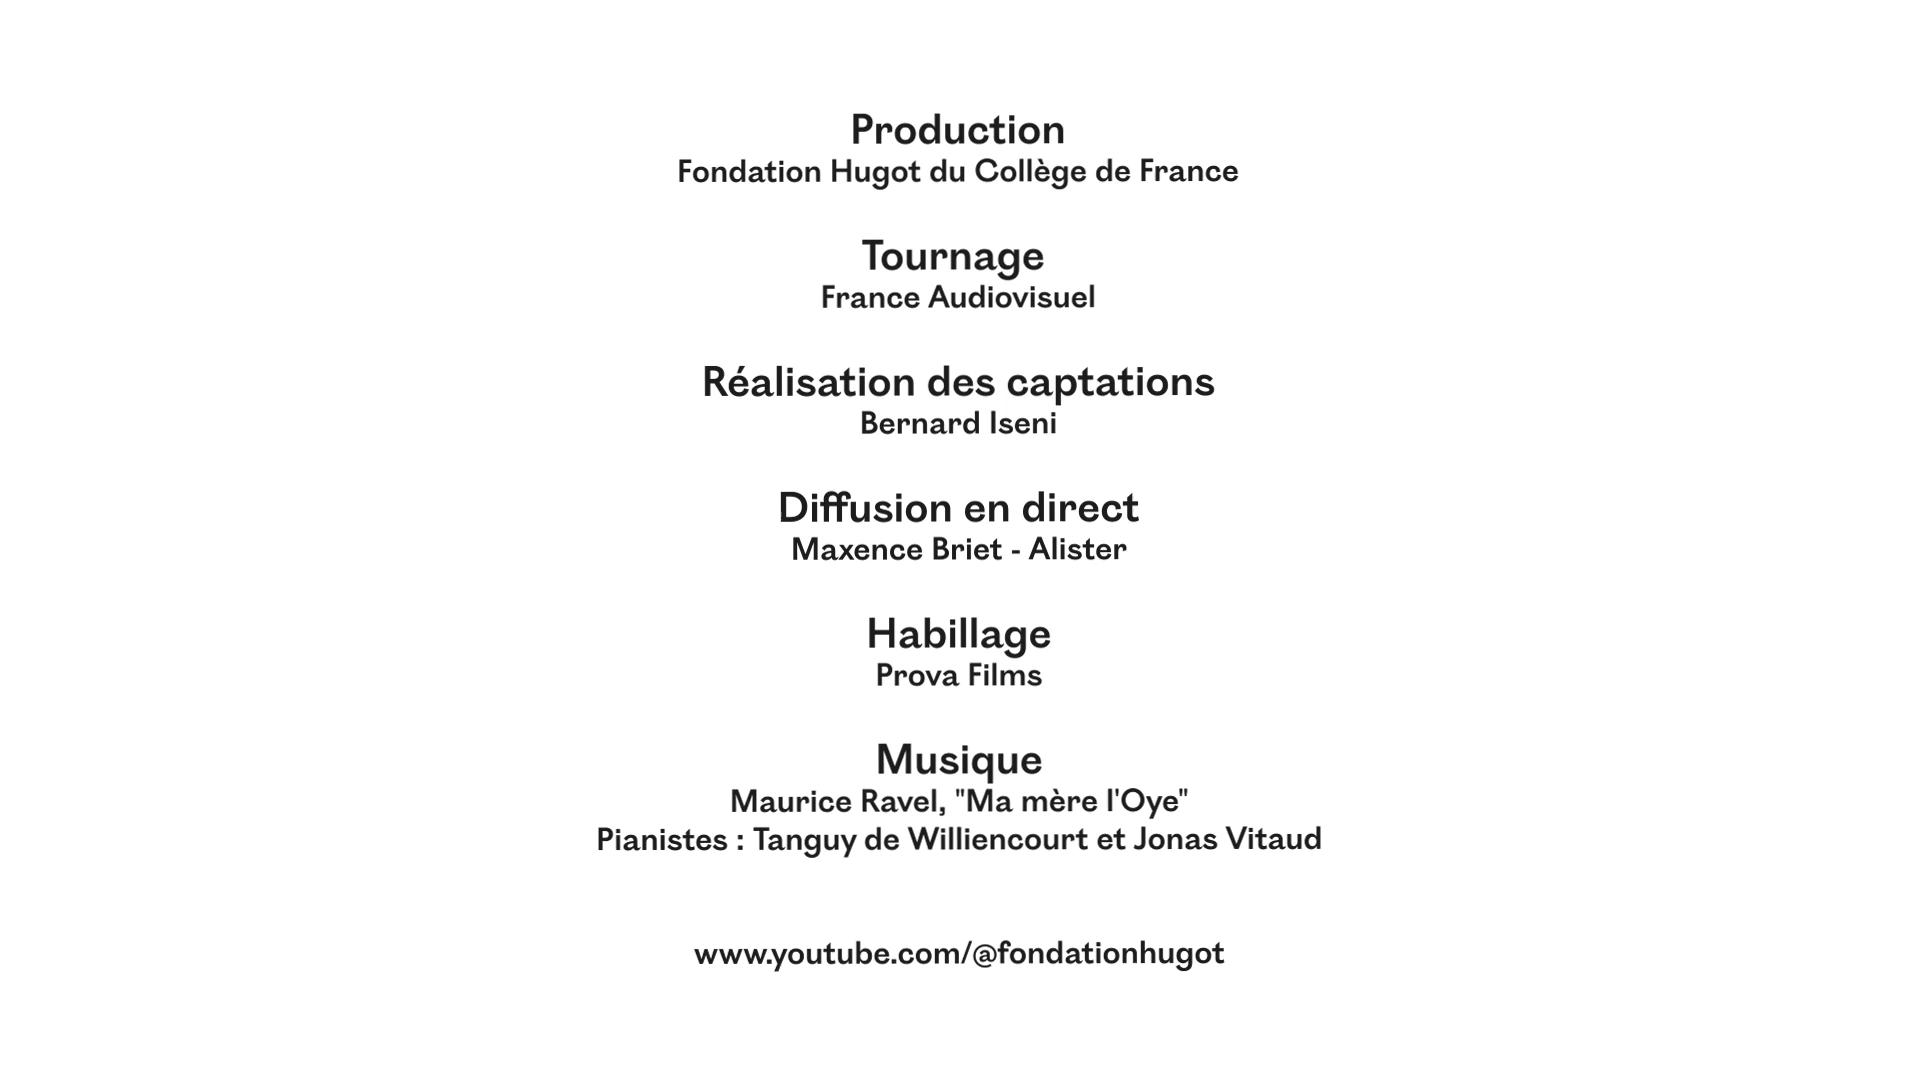 Production
Fondation Hugot du Collège de France
Tournage
France Audiovisuel
Réalisation des captations
Bernard Iseni
Diffusion en direct
Maxence Briet - Alister
Habillage
Prova Films
Musique
Maurice Ravel, "Ma mère l'Oye"
Pianistes : Tanguy de Williencourt et Jonas Vitaud
www.youtube.com/@fondationhugot